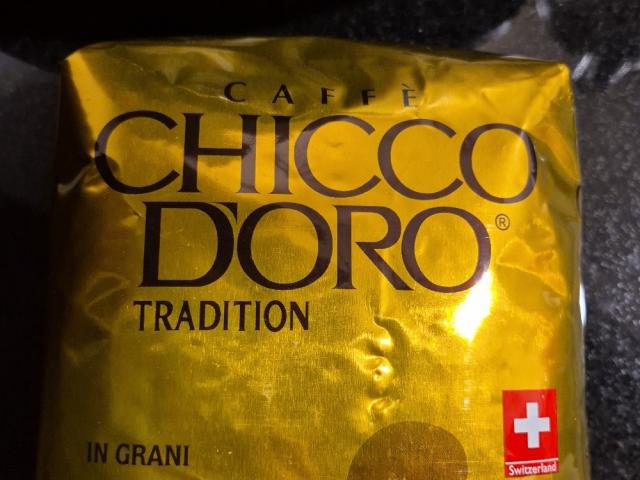 CAFFÈ
CHICCO
D'ORO®
TRADITION
IN GRANI
Switzerland